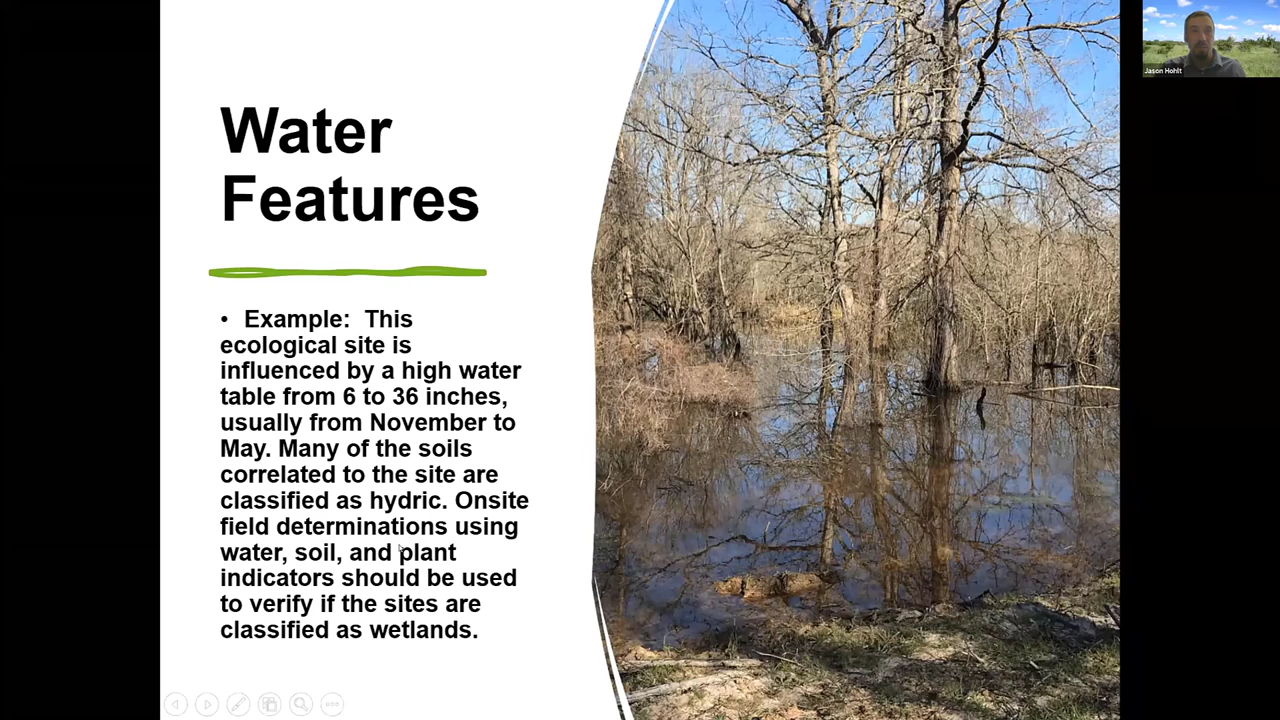 Water
Features
• Example:  This
ecological site is
influenced by a high water
table from 6 to 36 inches,
usually from November to
May. Many of the soils
correlated to the site are
classified as hydric. Onsite
field determinations using
water, soil, and plant
indicators should be used
to verify if the sites are
classified as wetlands.
Jason Hohlt